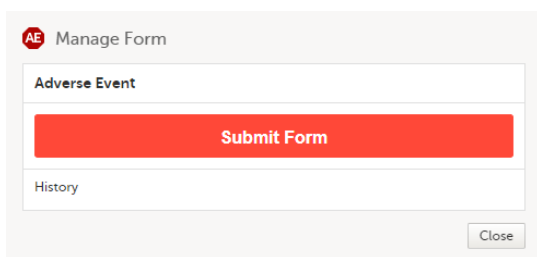 AE Manage Form
Adverse Event
Submit Form
History
Close